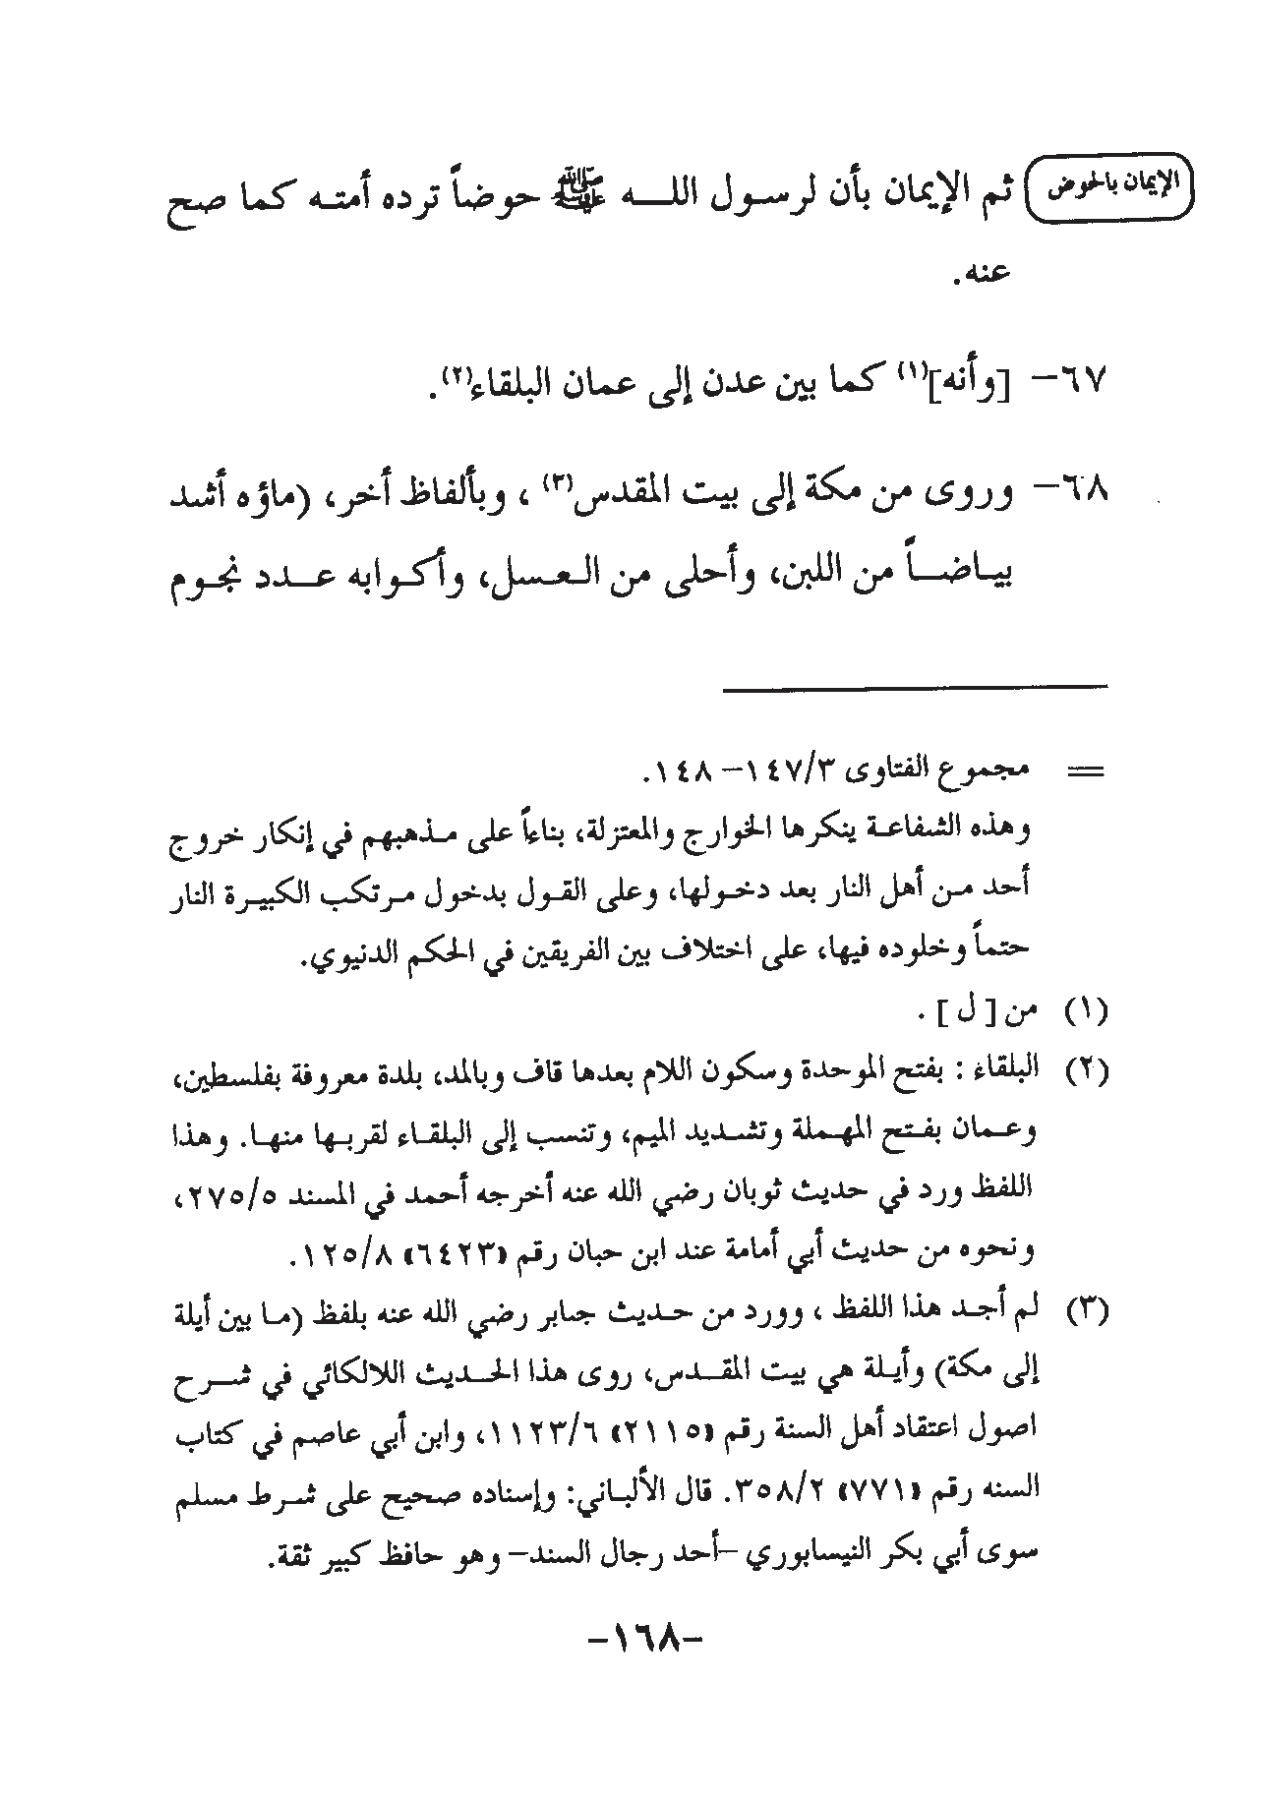 الإيمان بالحوض
ثم الإيمان بأن لرسول اللـــه ﷺ حوضاً ترده أمته كما صح
عنه.
٦٧- [وأنه](١) كما بين عدن إلى عمان البلقاء(٢).
٦٨- وروى من مكة إلى بيت المقدس(٣) ، وبألفاظ أخر، (ماؤه أشد
بياضــاً من اللبن، وأحلى من العسل، وأكوابه عــدد نجوم
== مجموع الفتاوى ٣/١٤٧- ١٤٨.
وهذه الشفاعة ينكرها الخوارج والمعتزلة، بناءاً على مذهبهم في إنكار خروج
أحد من أهل النار بعد دخولها، وعلى القول بدخول مرتكب الكبيرة النار
حتماً وخلوده فيها، على اختلاف بين الفريقين في الحكم الدنيوي.
(١) من [ ل ] .
(٢) البلقاء : بفتح الموحدة وسكون اللام بعدها قاف وبالمد، بلدة معروفة بفلسطين،
وعمان بفتح المهملة وتشديد الميم، وتنسب إلى البلقاء لقربها منها. وهذا
اللفظ ورد في حديث ثوبان رضي الله عنه أخرجه أحمد في المسند ٢٧٥/٥،
ونحوه من حديث أبي أمامة عند ابن حبان رقم «٦٤٢٣» ١٢٥/٨.
(٣) لم أجد هذا اللفظ ، وورد من حديث جابر رضي الله عنه بلفظ (ما بين أيلة
إلى مكة) وأيلة هي بيت المقدس، روى هذا الحديث اللالكائي في شرح
اصول اعتقاد أهل السنة رقم «٢١١٥» ١١٢٣/٦، وابن أبي عاصم في كتاب
السنه رقم «٧٧١» ٣٥٨/٢. قال الألباني: وإسناده صحيح على شرط مسلم
سوى أبي بكر النيسابوري -أحد رجال السند- وهو حافظ كبير ثقة.
-١٦٨-